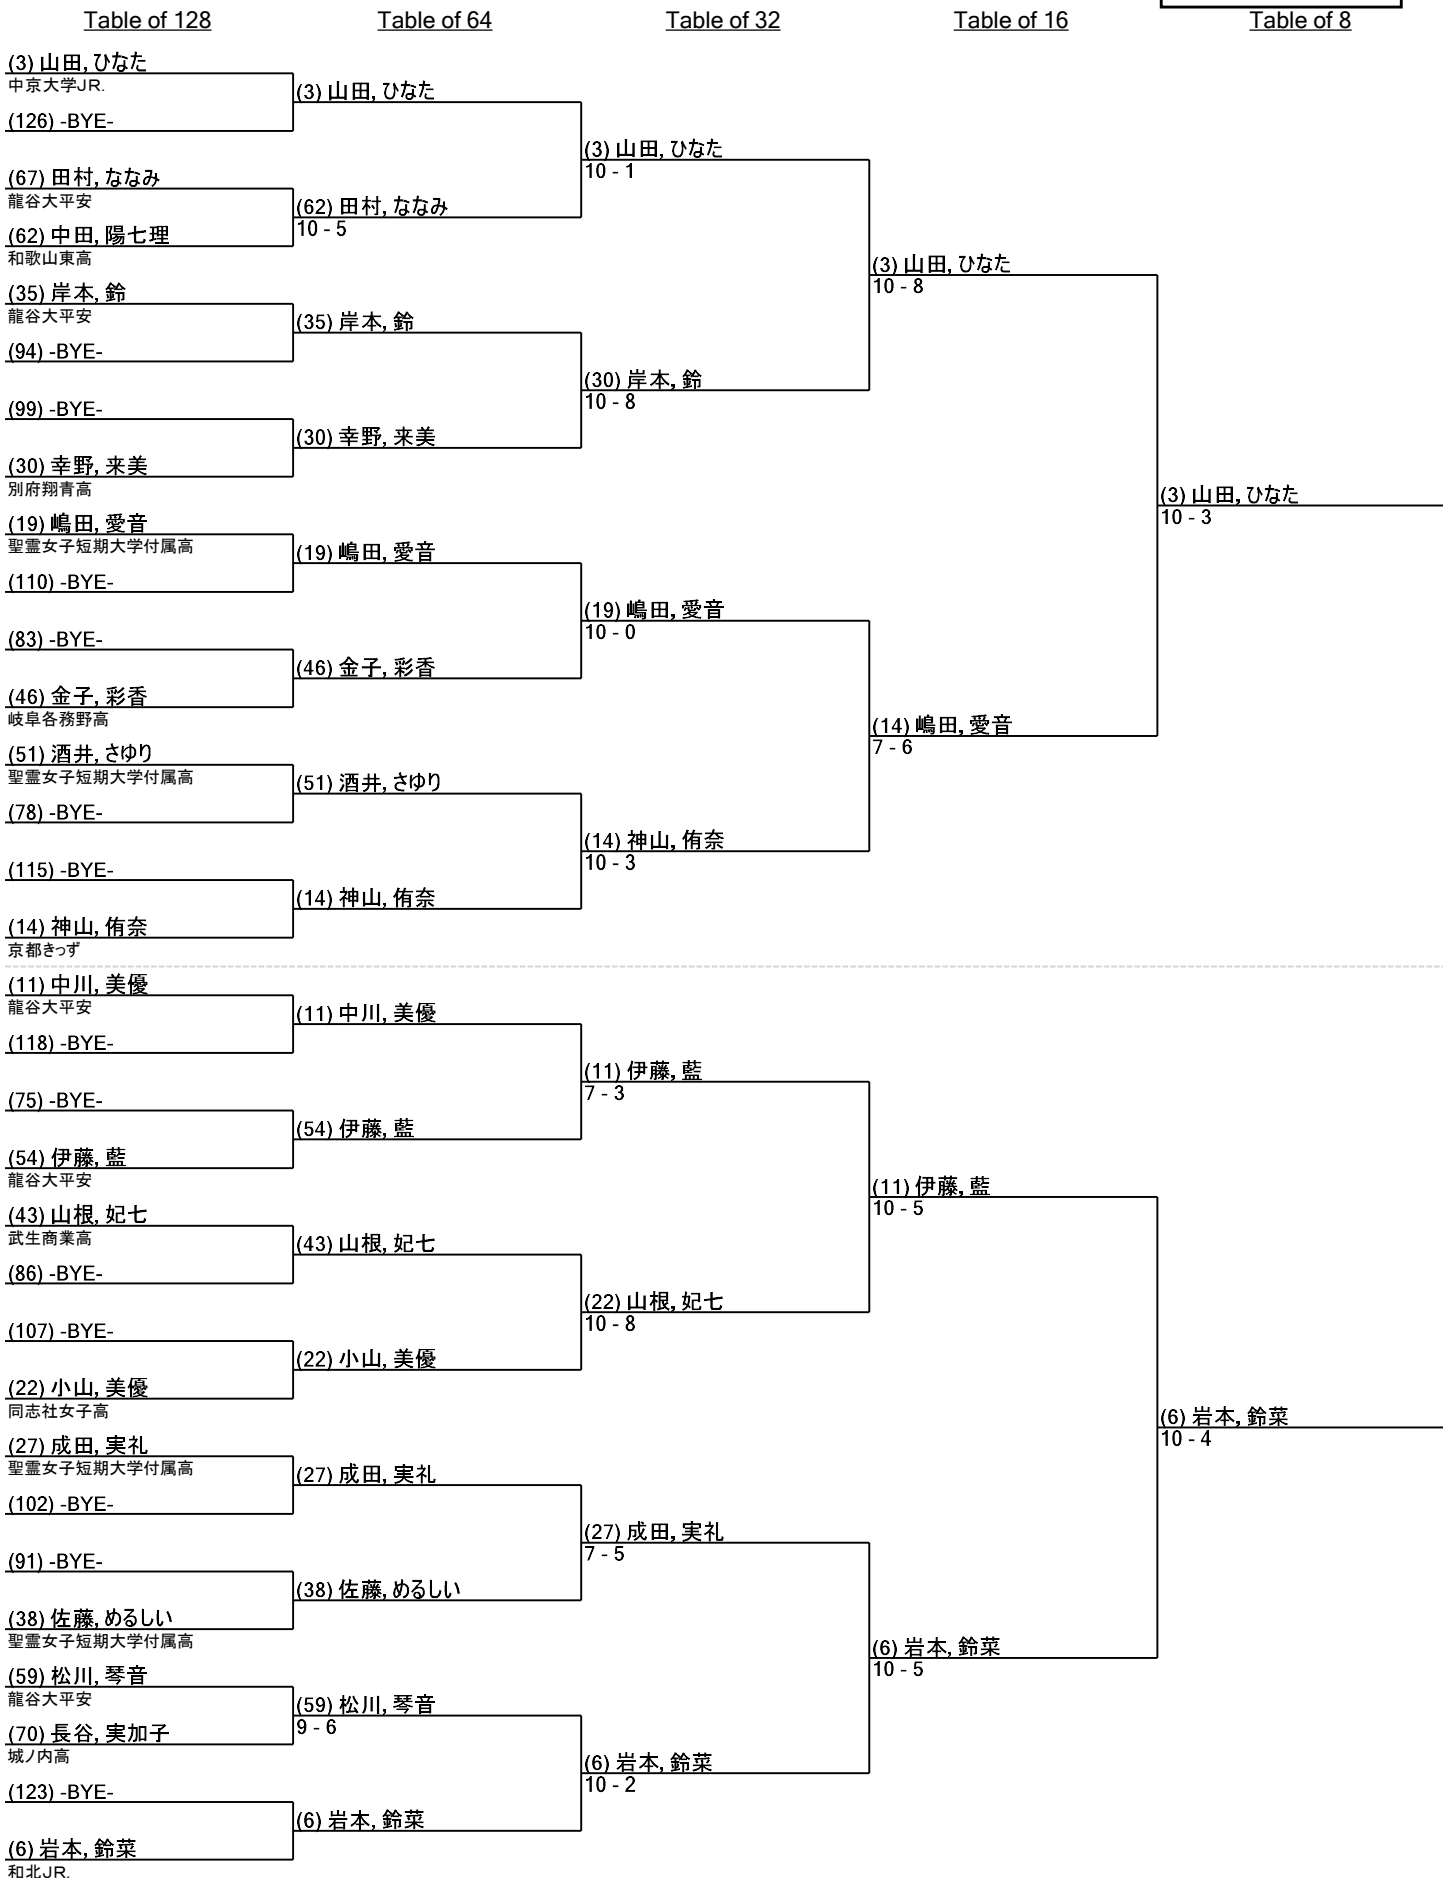 Table of 128
Table of 64
Table of 32
Table of 16
Table of 8
(3) 山田, ひなた
中京大学JR.
(126) -BYE-
(67) 田村, ななみ
龍谷大平安
(62) 中田, 陽七理
和歌山東高
(35) 岸本, 鈴
龍谷大平安
(94) -BYE-
(99) -BYE-
(30) 幸野, 来美
別府翔青高
(19) 嶋田, 愛音
聖霊女子短期大学付属高
(110) -BYE-
(83) -BYE-
(46) 金子, 彩香
岐阜各務野高
(51) 酒井, さゆり
聖霊女子短期大学付属高
(78) -BYE-
(115) -BYE-
(14) 神山, 侑奈
京都きっず
(11) 中川, 美優
龍谷大平安
(118) -BYE-
(75) -BYE-
(54) 伊藤, 藍
龍谷大平安
(43) 山根, 妃七
武生商業高
(86) -BYE-
(107) -BYE-
(22) 小山, 美優
同志社女子高
(27) 成田, 実礼
聖霊女子短期大学付属高
(102) -BYE-
(91) -BYE-
(38) 佐藤, めるしい
聖霊女子短期大学付属高
(59) 松川, 琴音
龍谷大平安
(70) 長谷, 実加子
城ノ内高
(123) -BYE-
(6) 岩本, 鈴菜
和北JR.
(3) 山田, ひなた
(62) 田村, ななみ
10 - 5
(35) 岸本, 鈴
(30) 幸野, 来美
(19) 嶋田, 愛音
(46) 金子, 彩香
(51) 酒井, さゆり
(14) 神山, 侑奈
(11) 中川, 美優
(54) 伊藤, 藍
(43) 山根, 妃七
(22) 小山, 美優
(27) 成田, 実礼
(38) 佐藤, めるしい
(59) 松川, 琴音
9 - 6
(6) 岩本, 鈴菜
(3) 山田, ひなた
10 - 1
(30) 岸本, 鈴
10 - 8
(19) 嶋田, 愛音
10 - 0
(14) 神山, 侑奈
10 - 3
(11) 伊藤, 藍
7 - 3
(22) 山根, 妃七
10 - 8
(27) 成田, 実礼
7 - 5
(6) 岩本, 鈴菜
10 - 2
(3) 山田, ひなた
10 - 8
(14) 嶋田, 愛音
7 - 6
(11) 伊藤, 藍
10 - 5
(6) 岩本, 鈴菜
10 - 5
(3) 山田, ひなた
10 - 3
(6) 岩本, 鈴菜
10 - 4